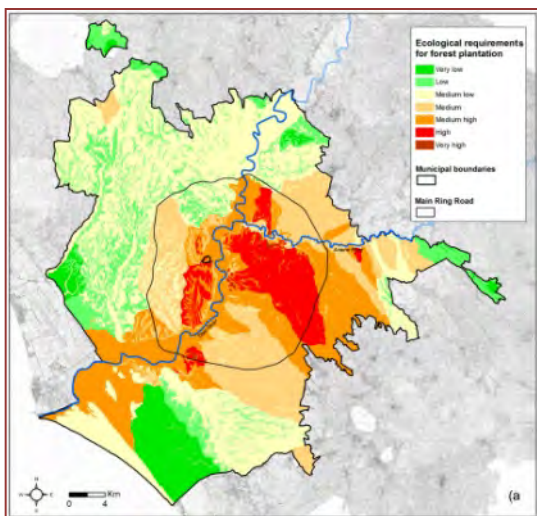 Ecological requirements
for forest plantation
Very low
Low
Medium low
Medium
Medium high
High
Very high
Municipal boundaries
Main Ring Road
N
W
E
S
0
4
Km
(a